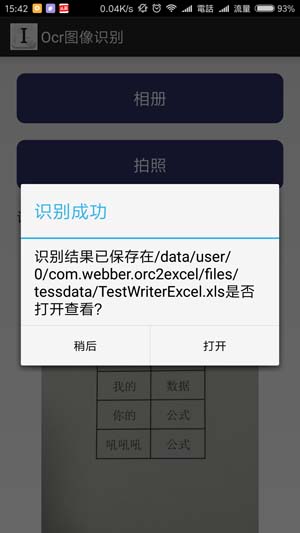 15:42
0.04K/s
電話
流量
93%
I
Ocr图像识别
相册
拍照
识别成功
识别结果已保存在/data/user/
0/com.webber.orc2excel/files/
tessdata/TestWriterExcel.xls是否
打开查看?
稍后
打开
我的 数据
你的 公式
吼吼吼 公式